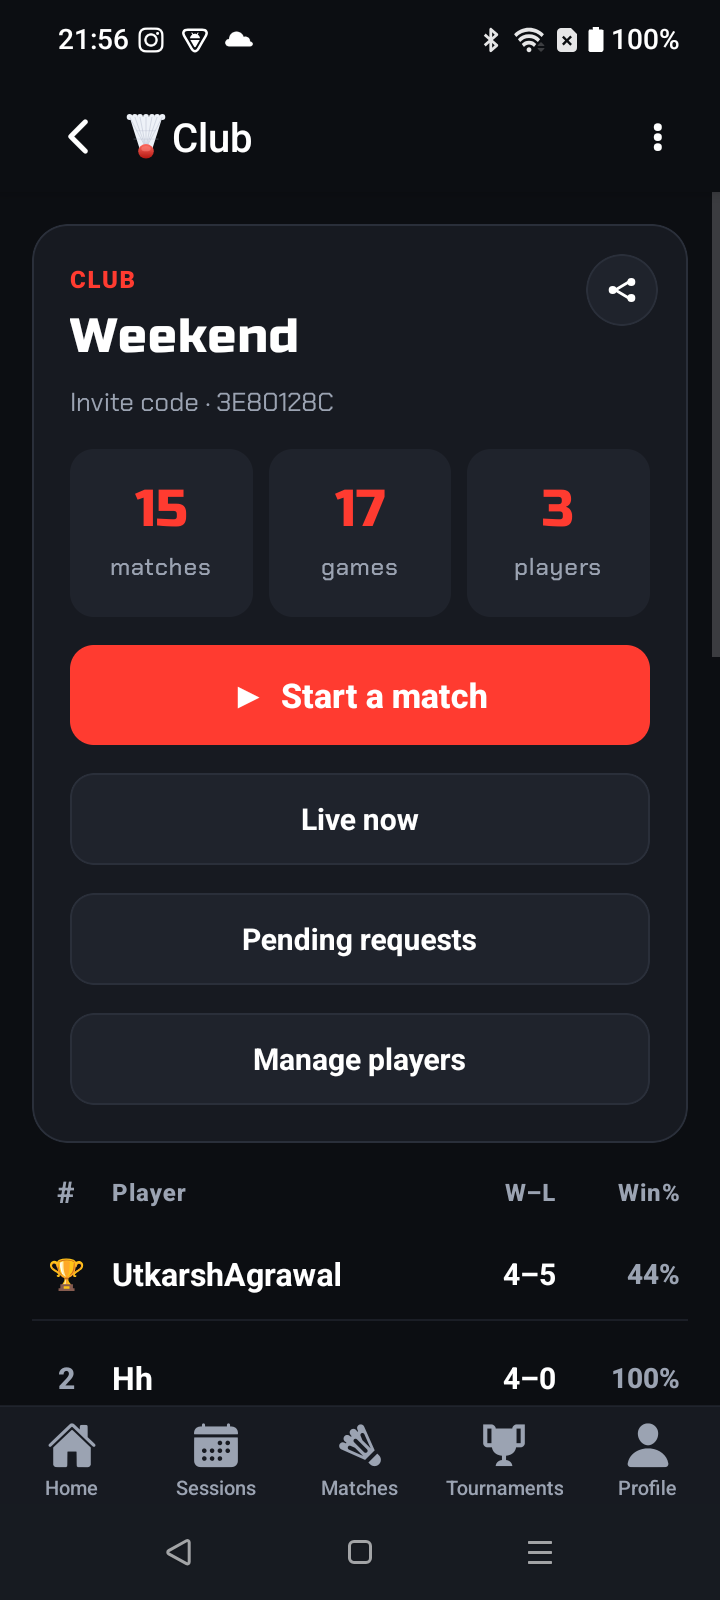 21:56 100%
Club
CLUB
Weekend
Invite code · 3E80128C
15 17 3
matches games players
Start a match
Live now
Pending requests
Manage players
# Player W–L Win%
UtkarshAgrawal 4–5 44%
2 Hh 4–0 100%
Home Sessions Matches Tournaments Profile